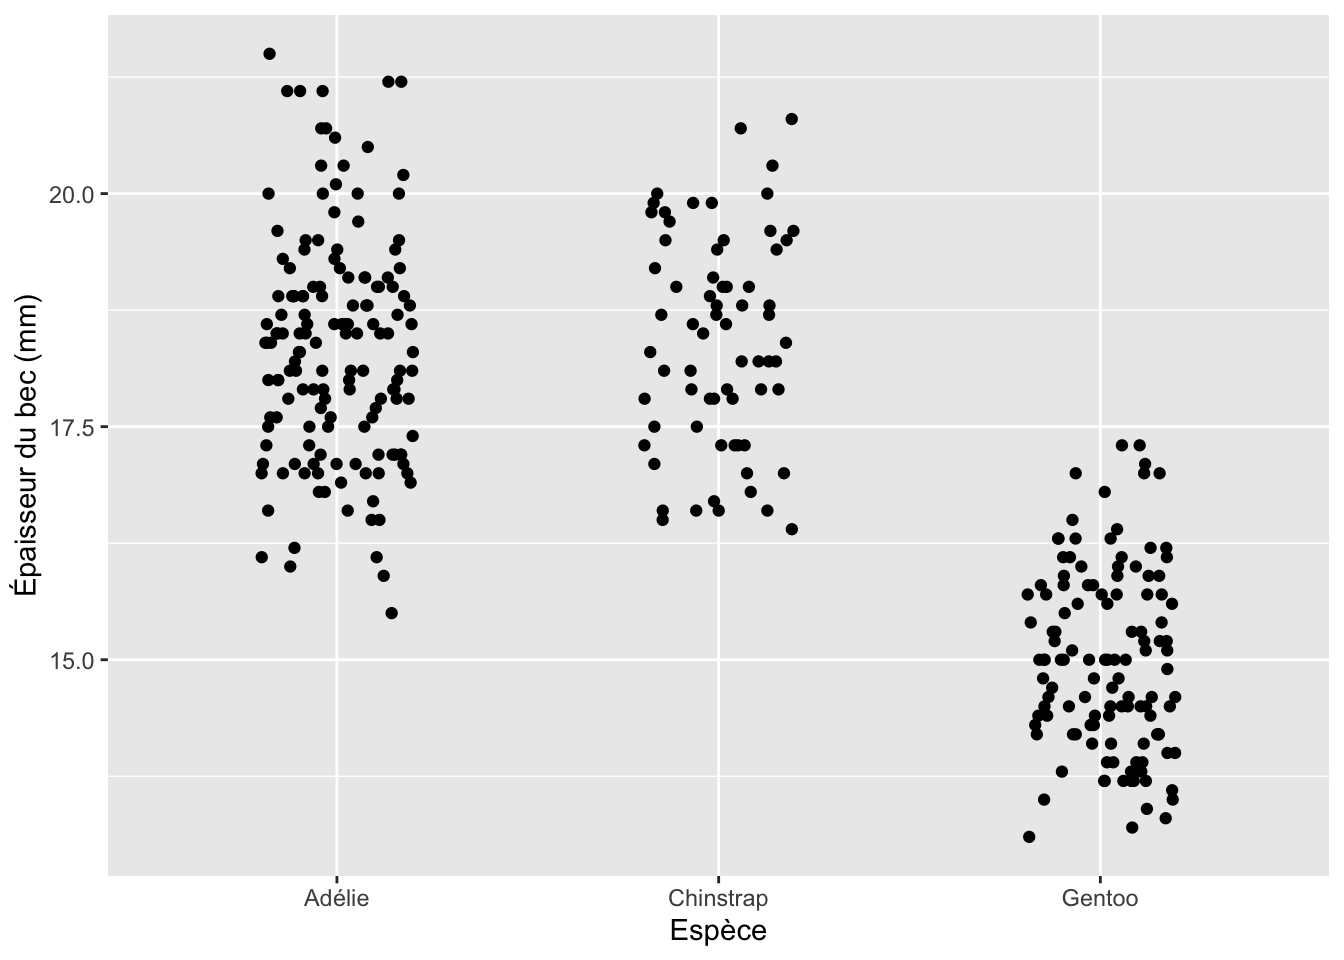 Épaisseur du bec (mm)
20.0
17.5
15.0
Adélie
Chinstrap
Gentoo
Espèce